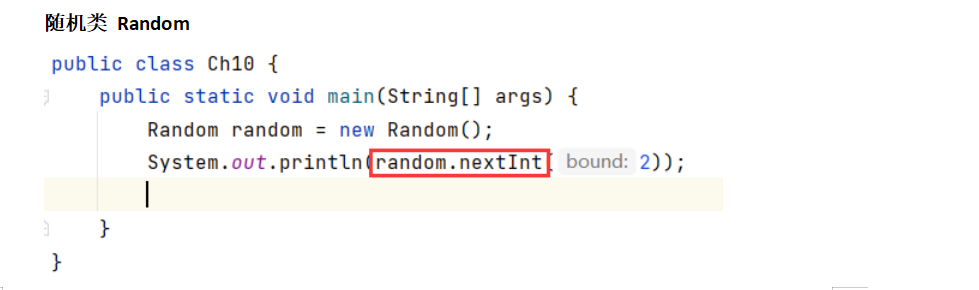 随机类 Random
public class Ch10 {
public static void main(String[] args) {
Random random = new Random();
System.out.println(random.nextInt( bound: 2));
}
}